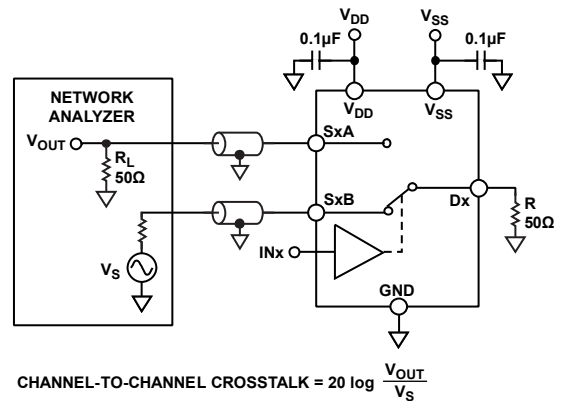 VDD
VSS
0.1µF
0.1µF
VDD
VSS
NETWORK
ANALYZER
VOUT
RL
50Ω
SxA
SxB
Dx
R
50Ω
VS
INx
GND
CHANNEL-TO-CHANNEL CROSSTALK = 20 log VOUT
VS